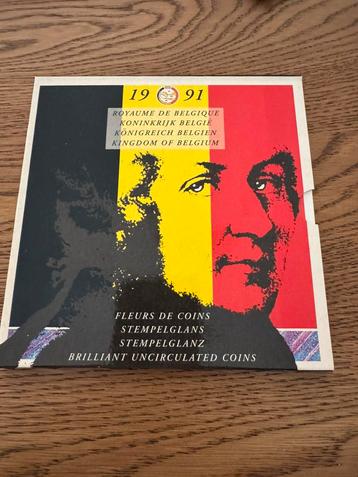 19 91
ROYAUME DE BELGIQUE
KONINKRIJK BELGIË
KÖNIGREICH BELGIEN
KINGDOM OF BELGIUM
FLEURS DE COINS
STEMPELGLANS
STEMPELGLANZ
BRILLIANT UNCIRCULATED COINS